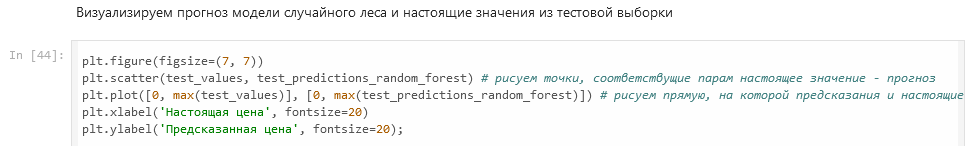 Визуализируем прогноз модели случайного леса и настоящие значения из тестовой выборки
In [44]:
plt.figure(figsize=(7, 7))
plt.scatter(test_values, test_predictions_random_forest) # рисуем точки, соответствущие парам настоящее значение - прогноз
plt.plot([0, max(test_values)], [0, max(test_predictions_random_forest)]) # рисуем прямую, на которой предсказания и настоящие
plt.xlabel('Настоящая цена', fontsize=20)
plt.ylabel('Предсказанная цена', fontsize=20);